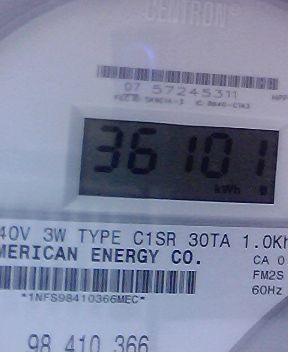 CENTRON®
07 57245311
36101
kWh
40V 3W TYPE C1SR 30TA 1.0Kh
MERICAN ENERGY CO.
CA 0
FM2S
60Hz
*1NFS98410366MEC*
98 410 366